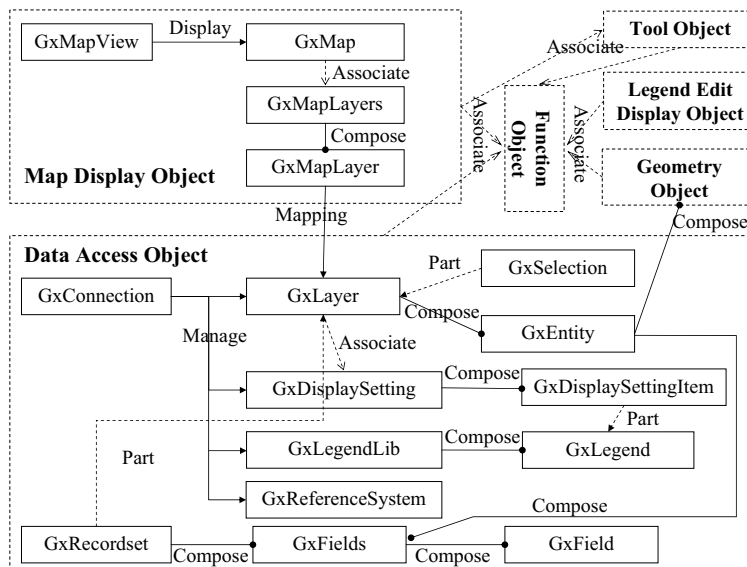 Display
GxMapView
GxMap
Associate
GxMapLayers
Compose
GxMapLayer
Map Display Object
Mapping
Tool Object
Associate
Legend Edit
Display Object
Function
Object
Associate
Associate
Associate
Geometry
Object
Compose
Data Access Object
GxConnection
GxLayer
Part
GxSelection
Compose
GxEntity
Manage
Associate
GxDisplaySetting
Compose
GxDisplaySettingItem
Part
Part
GxLegendLib
Compose
GxLegend
GxReferenceSystem
Compose
GxRecordset
Compose
GxFields
Compose
GxField